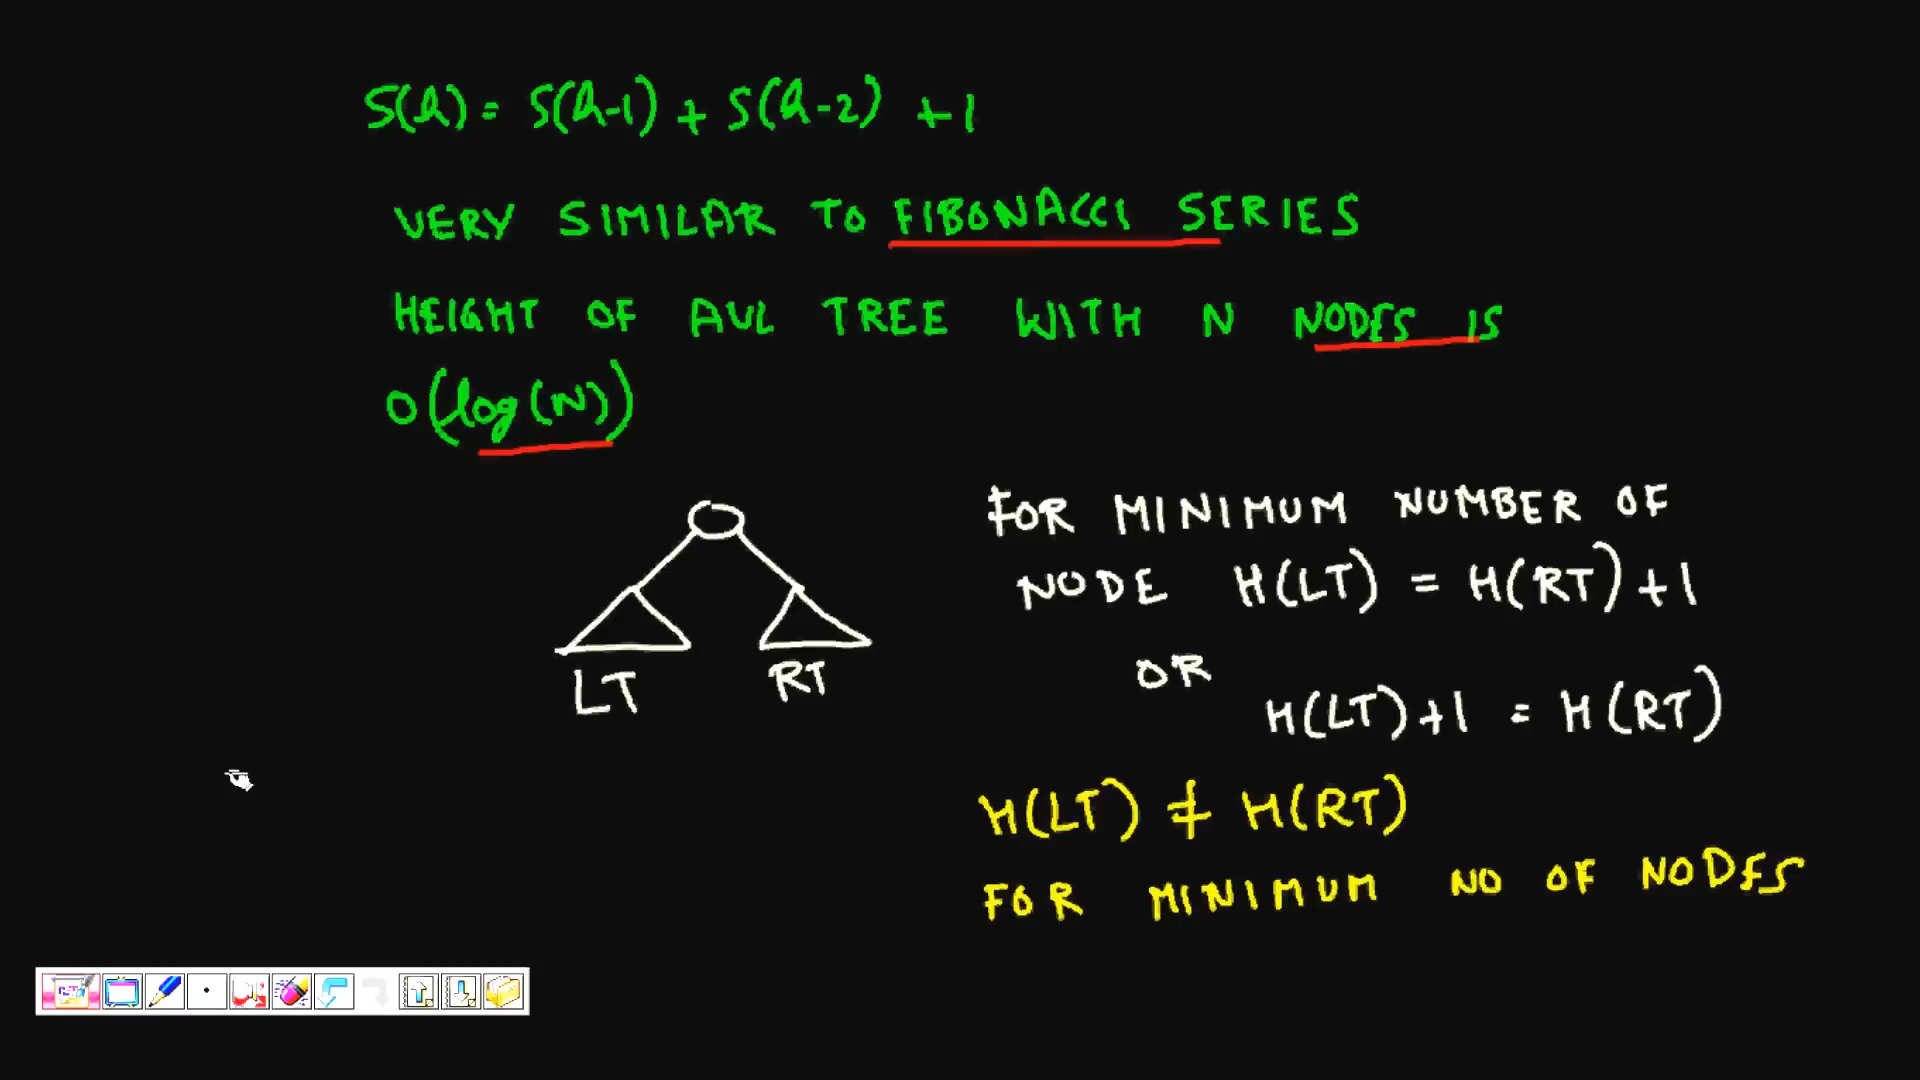 S(h) = S(h-1) + S(h-2) + 1
VERY SIMILAR TO FIBONACCI SERIES
HEIGHT OF AVL TREE WITH N NODES IS
O(log(N))
LT RT
FOR MINIMUM NUMBER OF
NODE H(LT) = H(RT) + 1
OR
H(LT) + 1 = H(RT)
H(LT) ≠ H(RT)
FOR MINIMUM NO OF NODES